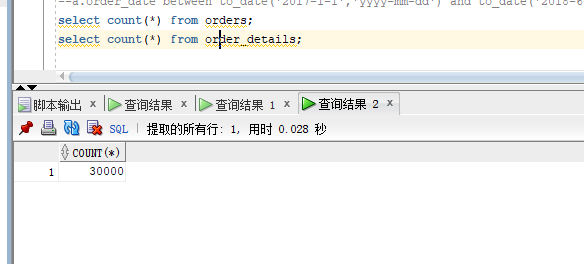 --a.order_date between to_date('2017-1-1','yyyy-mm-dd') and to_date('2018-6
select count(*) from orders;
select count(*) from order_details;
脚本输出 × 查询结果 × 查询结果 1 × 查询结果 2 ×
SQL | 提取的所有行: 1, 用时 0.028 秒
COUNT(*)
1 30000